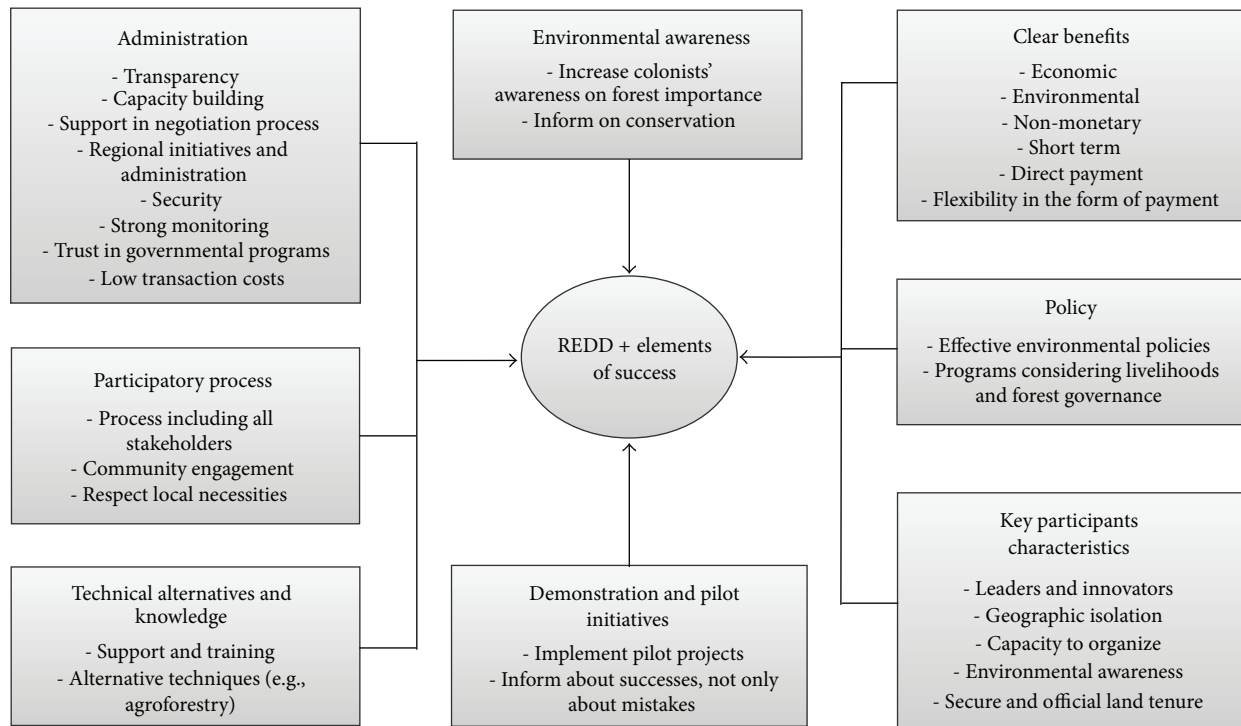 Administration
- Transparency
- Capacity building
- Support in negotiation process
- Regional initiatives and
administration
- Security
- Strong monitoring
- Trust in governmental programs
- Low transaction costs
Participatory process
- Process including all
stakeholders
- Community engagement
- Respect local necessities
Technical alternatives and
knowledge
- Support and training
- Alternative techniques (e.g.,
agroforestry)
Environmental awareness
- Increase colonists’
awareness on forest importance
- Inform on conservation
REDD + elements
of success
Demonstration and pilot
initiatives
- Implement pilot projects
- Inform about successes, not only
about mistakes
Clear benefits
- Economic
- Environmental
- Non-monetary
- Short term
- Direct payment
- Flexibility in the form of payment
Policy
- Effective environmental policies
- Programs considering livelihoods
and forest governance
Key participants
characteristics
- Leaders and innovators
- Geographic isolation
- Capacity to organize
- Environmental awareness
- Secure and official land tenure